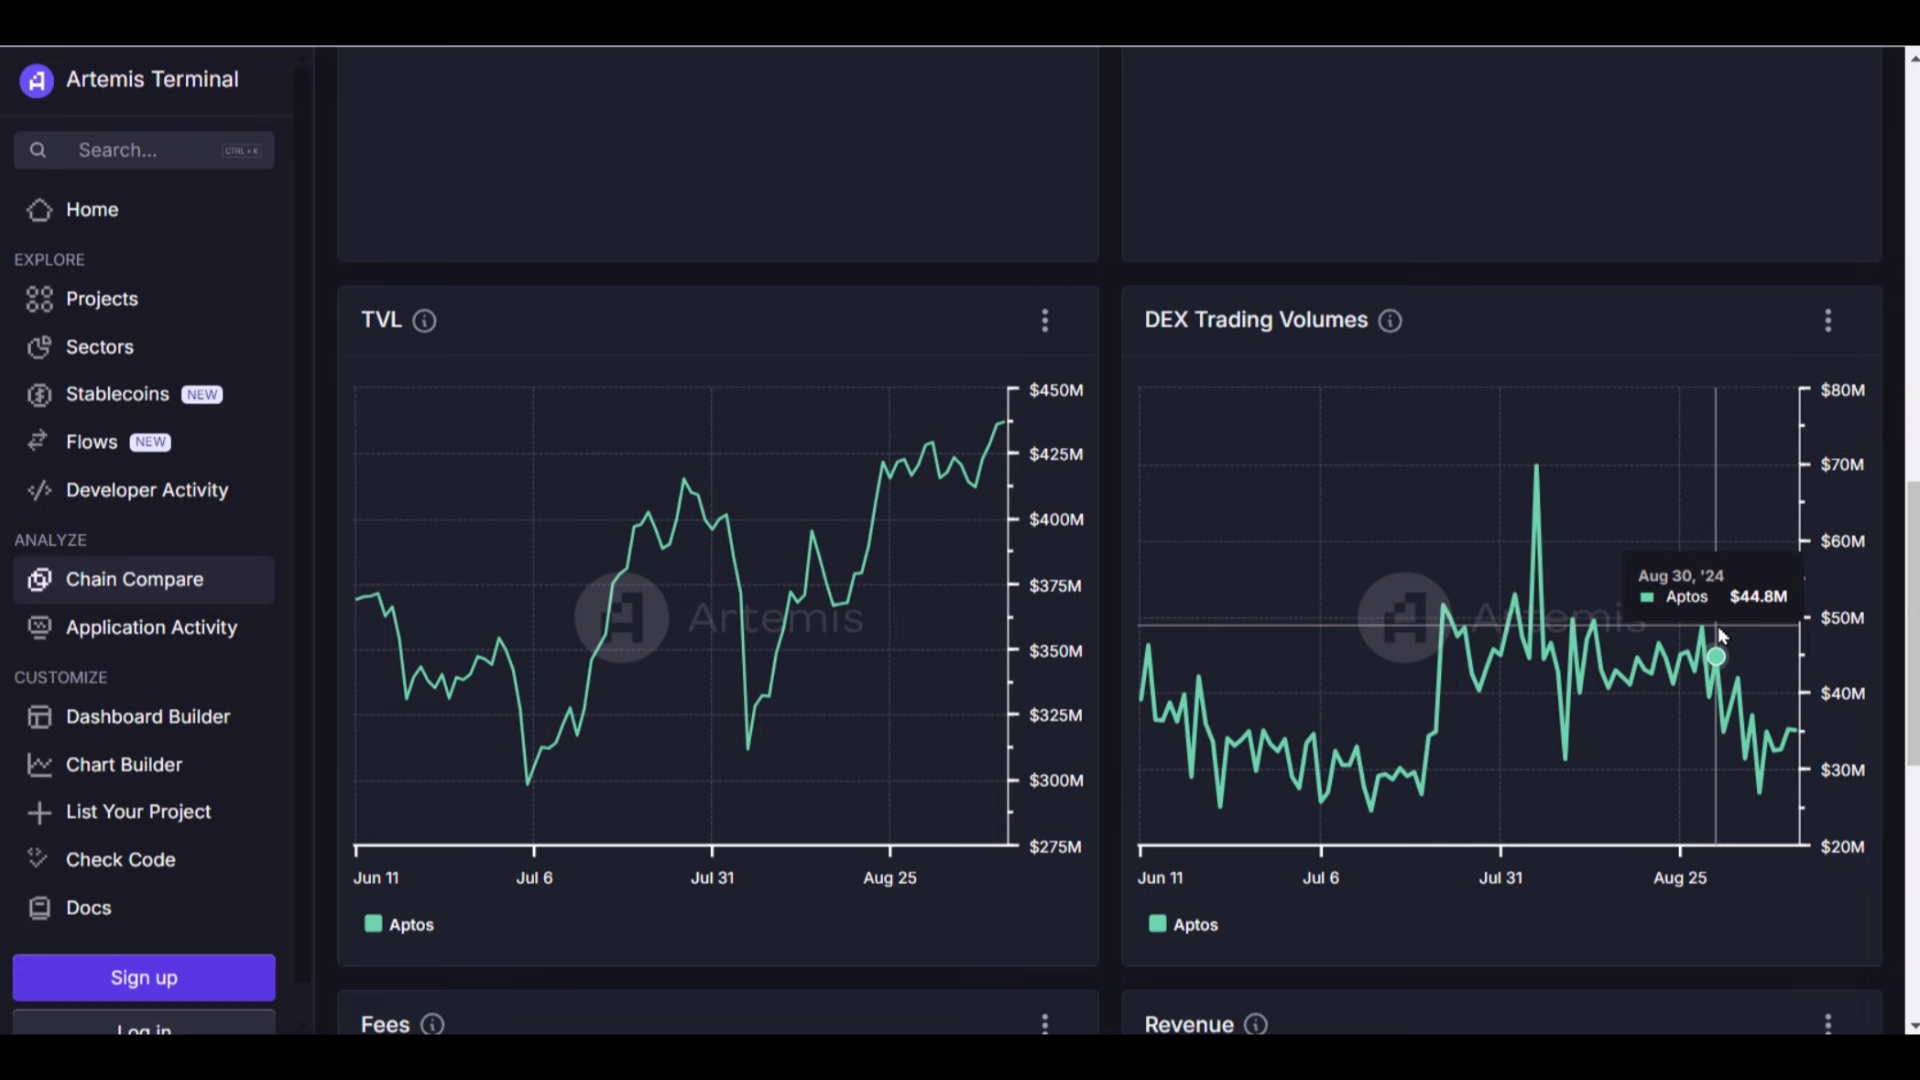 Artemis Terminal
Search...
CTRL+K
Home
EXPLORE
Projects
Sectors
Stablecoins NEW
Flows NEW
Developer Activity
ANALYZE
Chain Compare
Application Activity
CUSTOMIZE
Dashboard Builder
Chart Builder
List Your Project
Check Code
Docs
Sign up
Log in
TVL
$450M
$425M
$400M
$375M
$350M
$325M
$300M
$275M
Artemis
Jun 11 Jul 6 Jul 31 Aug 25
Aptos
DEX Trading Volumes
$80M
$70M
$60M
$50M
$40M
$30M
$20M
Artemis
Aug 30, '24
Aptos $44.8M
Jun 11 Jul 6 Jul 31 Aug 25
Aptos
Fees
Revenue